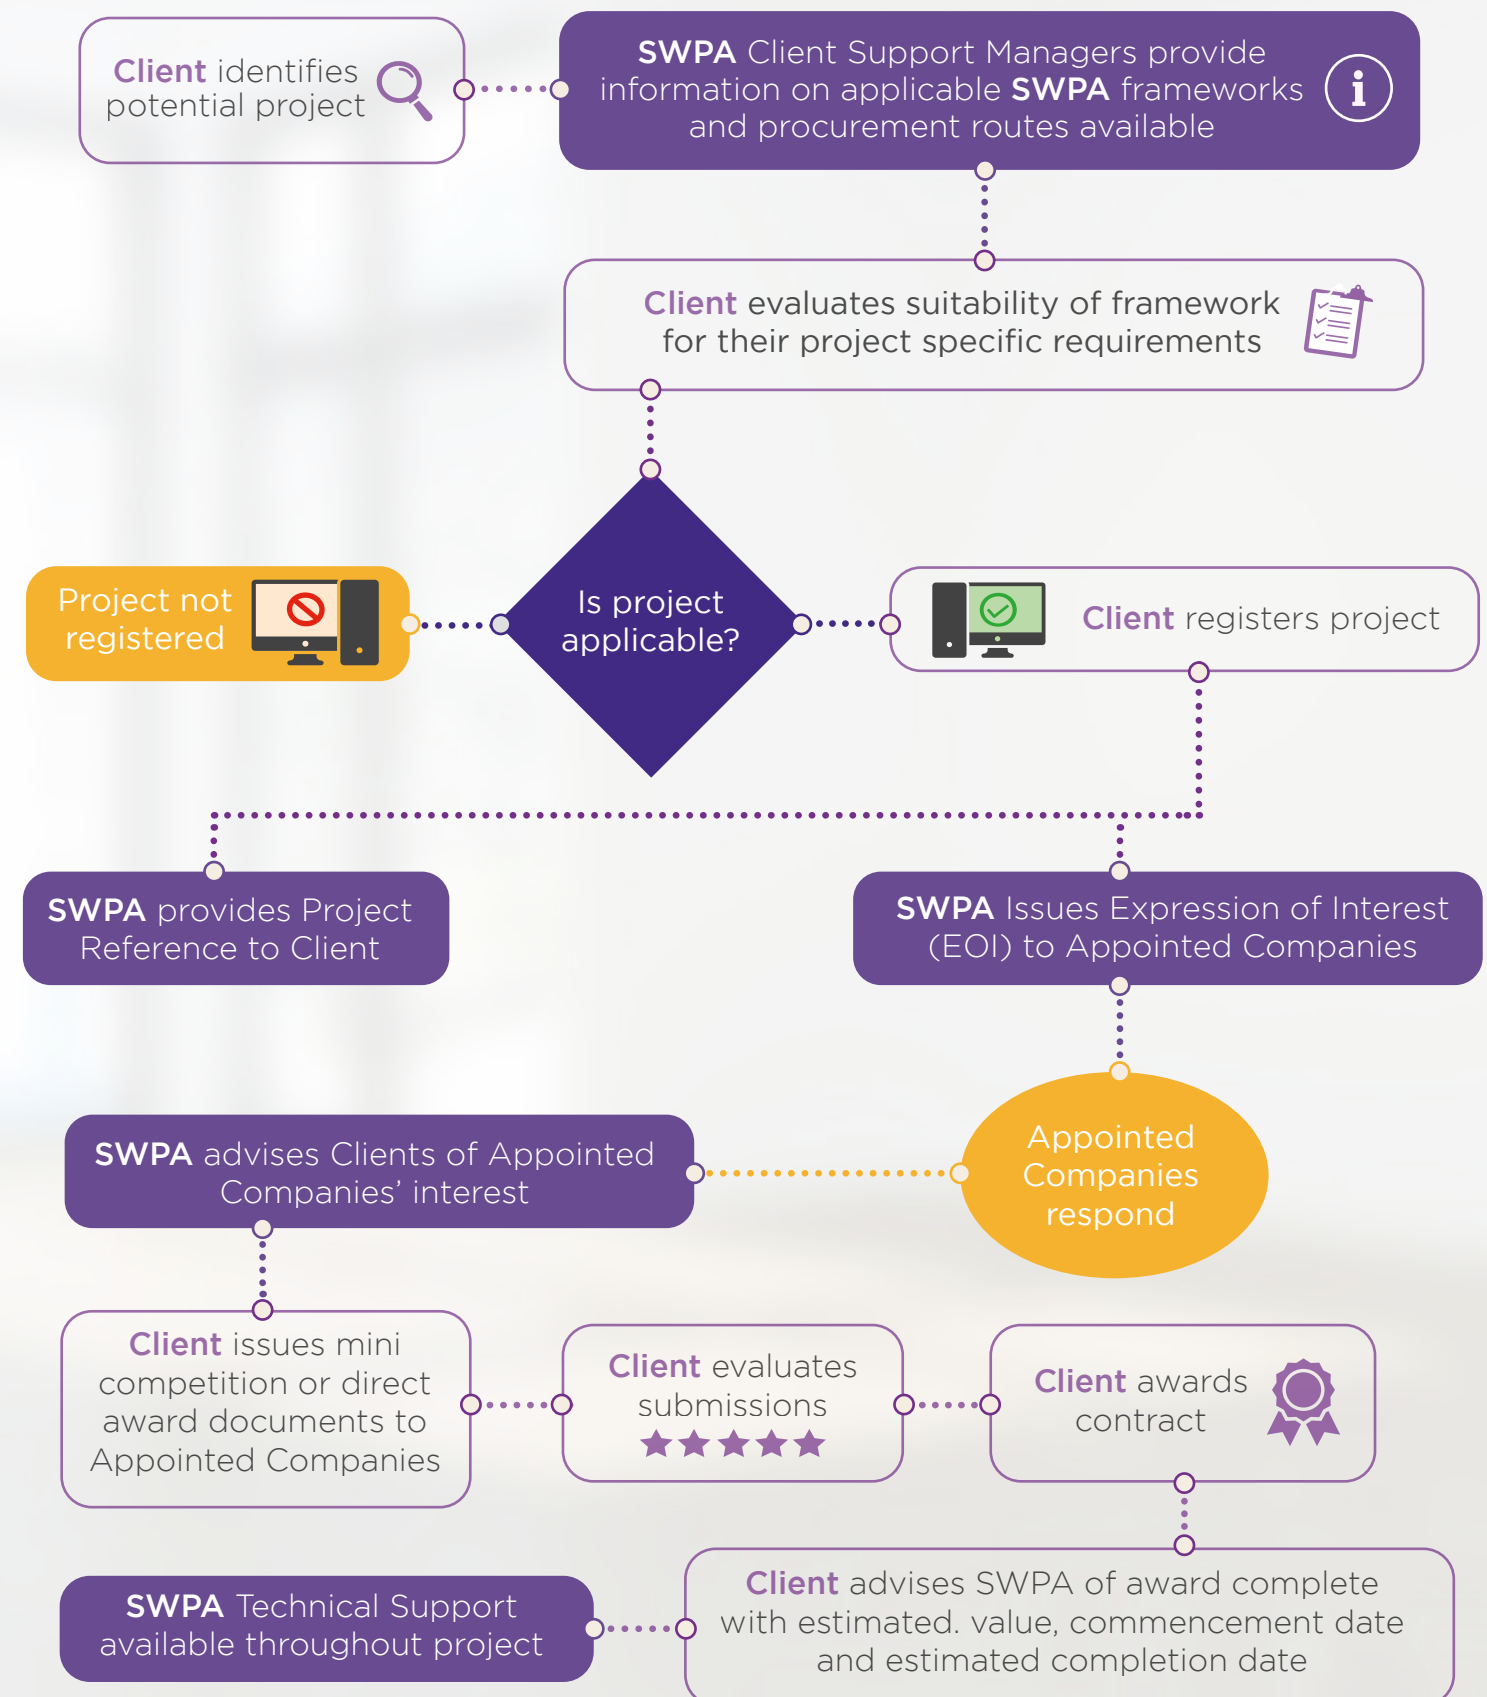 Client identifies
potential project
SWPA Client Support Managers provide
information on applicable SWPA frameworks
and procurement routes available
i
Client evaluates suitability of framework
for their project specific requirements
Is project
applicable?
Project not
registered
Client registers project
SWPA provides Project
Reference to Client
SWPA Issues Expression of Interest
(EOI) to Appointed Companies
Appointed
Companies
respond
SWPA advises Clients of Appointed
Companies’ interest
Client issues mini
competition or direct
award documents to
Appointed Companies
Client evaluates
submissions
Client awards
contract
Client advises SWPA of award complete
with estimated. value, commencement date
and estimated completion date
SWPA Technical Support
available throughout project